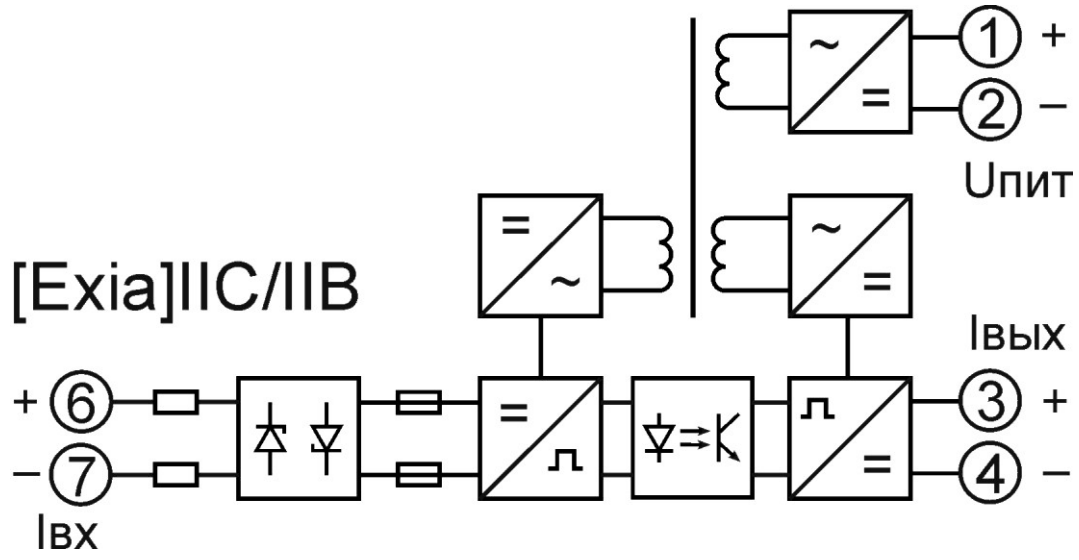 1 +
2 –
Uпит
[Exia]IIC/IIB
Iвых
+ 6
3 +
– 7
4 –
Iвх